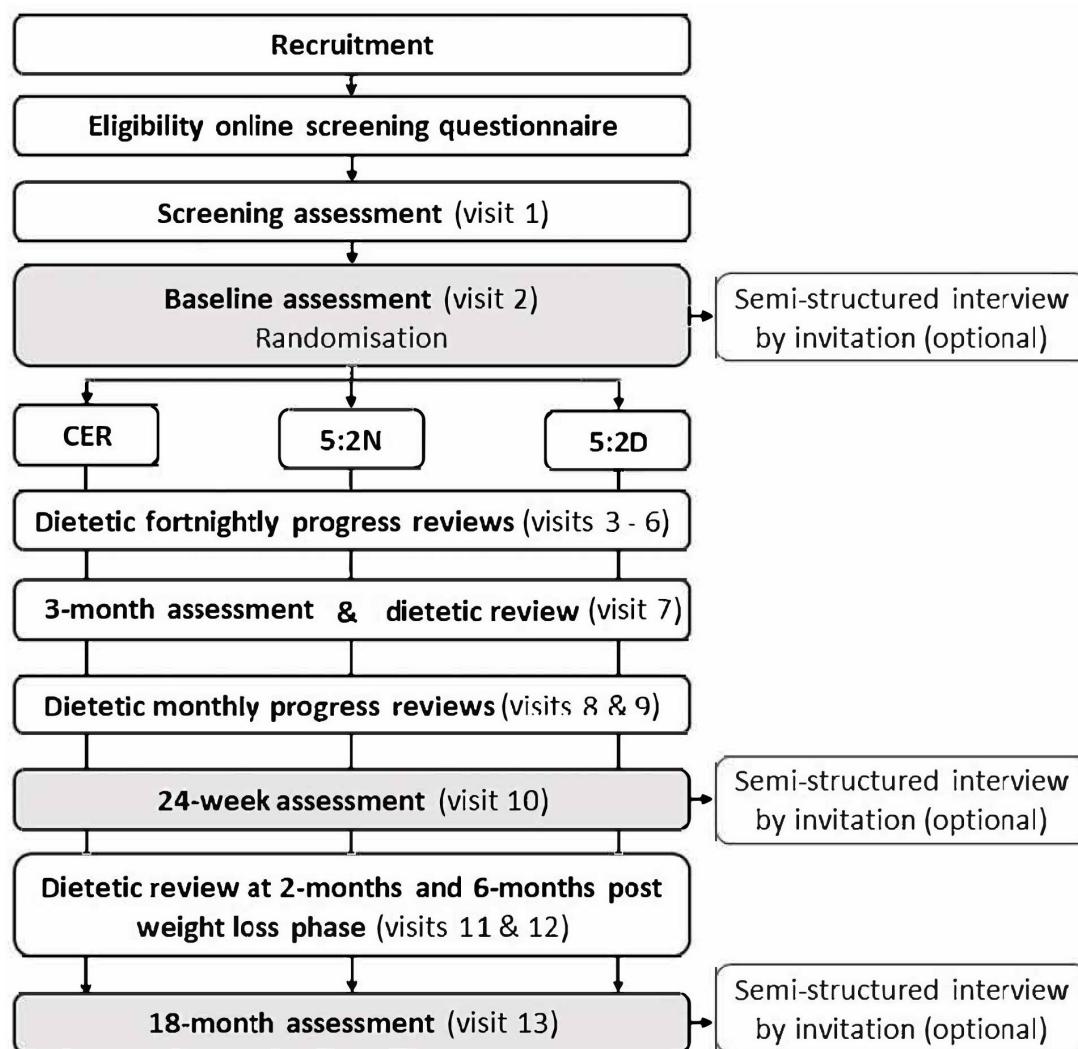 Recruitment
Eligibility online screening questionnaire
Screening assessment (visit 1)
Baseline assessment (visit 2)
Randomisation
Semi-structured interview
by invitation (optional)
CER
5:2N
5:2D
Dietetic fortnightly progress reviews (visits 3 - 6)
3-month assessment & dietetic review (visit 7)
Dietetic monthly progress reviews (visits 8 & 9)
24-week assessment (visit 10)
Semi-structured interview
by invitation (optional)
Dietetic review at 2-months and 6-months post
weight loss phase (visits 11 & 12)
18-month assessment (visit 13)
Semi-structured interview
by invitation (optional)